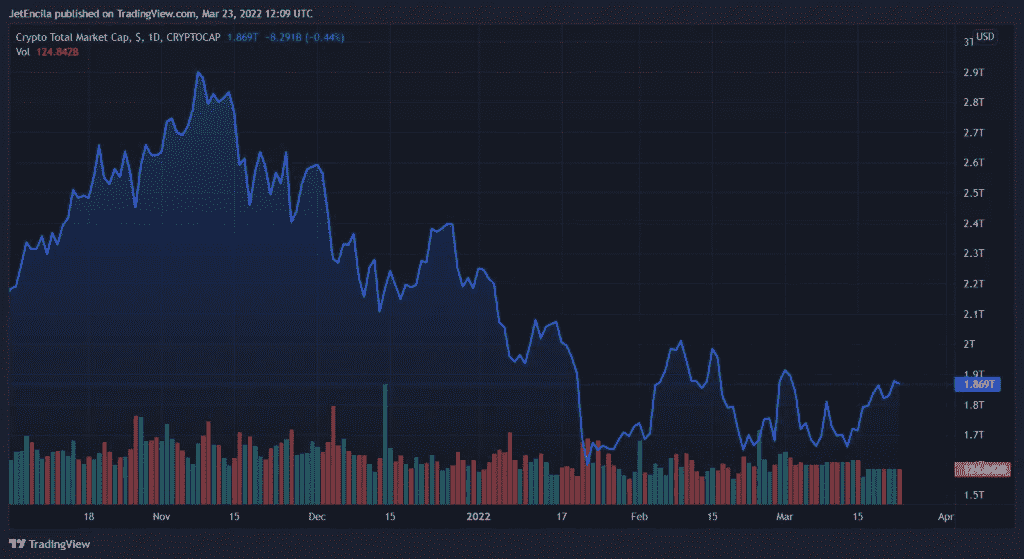 JetEncila published on TradingView.com, Mar 23, 2022 12:09 UTC
Crypto Total Market Cap, $, 1D, CRYPTOCAP 1.869T -8.291B (-0.44%)
Vol 124.842B
USD
2.9T
2.8T
2.7T
2.6T
2.5T
2.4T
2.3T
2.2T
2.1T
2T
1.9T
1.869T
1.8T
1.7T
1.5T
18 Nov 15 Dec 15 2022 17 Feb 15 Mar 15 Apr
TradingView